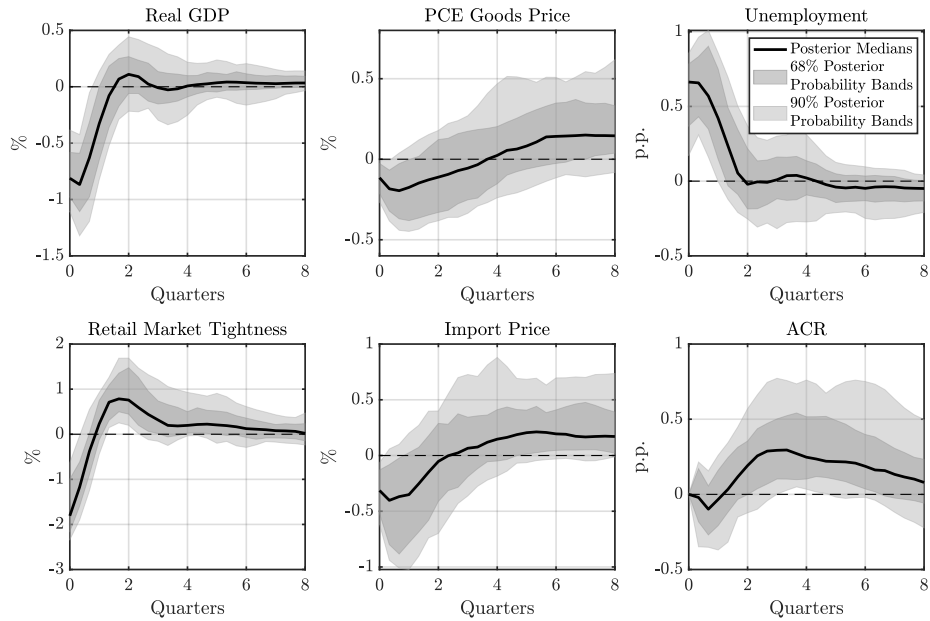 Real GDP
0.5
0
-0.5
-1
-1.5
%
0 2 4 6 8
Quarters
PCE Goods Price
0.5
0
-0.5
%
0 2 4 6 8
Quarters
Unemployment
1
0.5
0
-0.5
p.p.
0 2 4 6 8
Quarters
Posterior Medians
68% Posterior
Probability Bands
90% Posterior
Probability Bands
Retail Market Tightness
2
1
0
-1
-2
-3
%
0 2 4 6 8
Quarters
Import Price
1
0.5
0
-0.5
-1
%
0 2 4 6 8
Quarters
ACR
1
0.5
0
-0.5
p.p.
0 2 4 6 8
Quarters